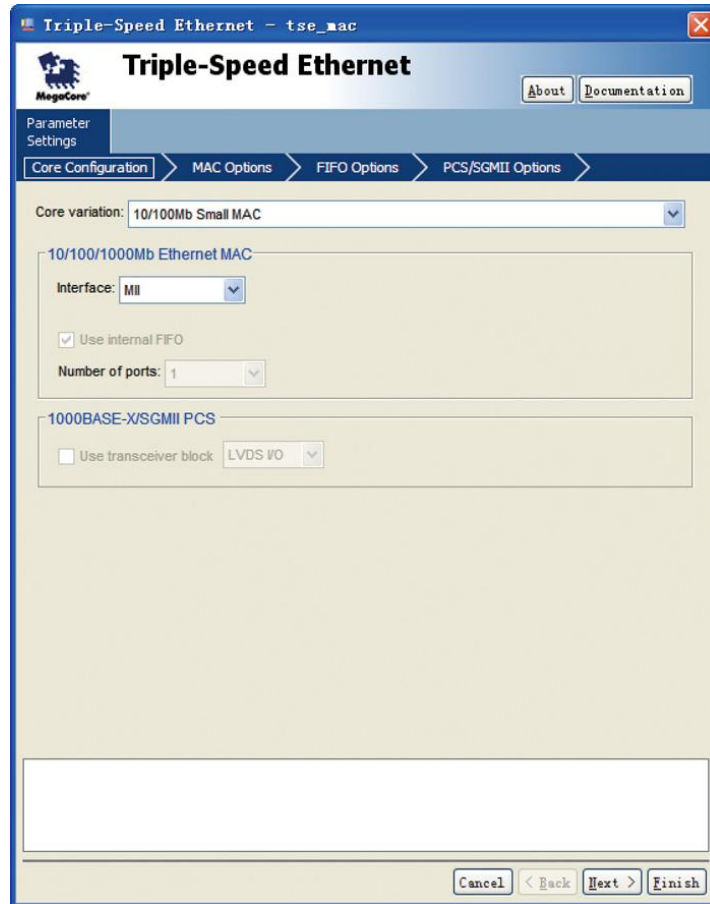 Triple-Speed Ethernet - tse_mac
Triple-Speed Ethernet
MegaCore®
About
Documentation
Parameter
Settings
Core Configuration
MAC Options
FIFO Options
PCS/SGMII Options
Core variation: 10/100Mb Small MAC
10/100/1000Mb Ethernet MAC
Interface: MII
Use internal FIFO
Number of ports: 1
1000BASE-X/SGMII PCS
Use transceiver block LVDS I/O
Cancel < Back Next > Finish